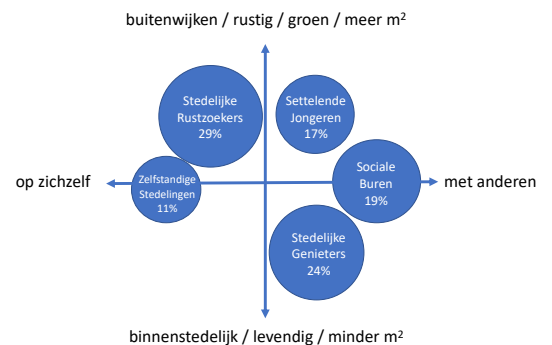 buitenwijken / rustig / groen / meer m²
Stedelijke
Rustzoekers
29%
Settelende
Jongeren
17%
op zichzelf
Zelfstandige
Stedelingen
11%
Sociale
Buren
19%
met anderen
Stedelijke
Genieters
24%
binnenstedelijk / levendig / minder m²